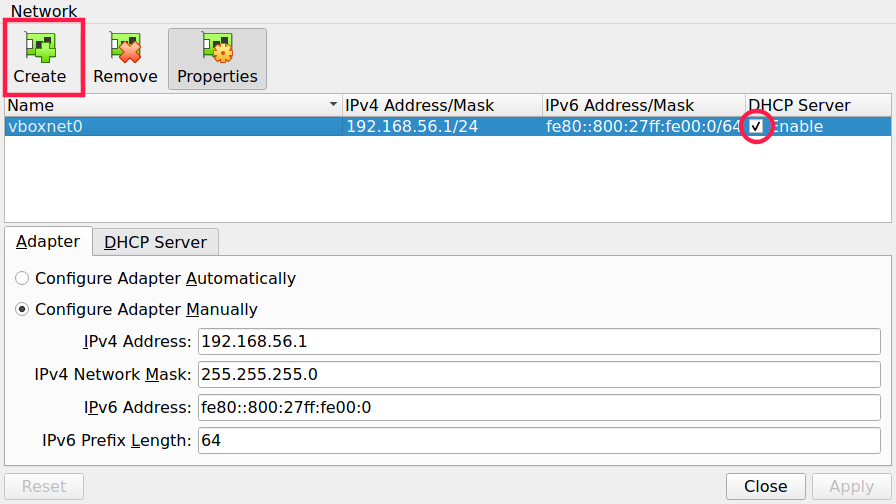 Network
Create Remove Properties
Name IPv4 Address/Mask IPv6 Address/Mask DHCP Server
vboxnet0 192.168.56.1/24 fe80::800:27ff:fe00:0/64 Enable
Adapter DHCP Server
Configure Adapter Automatically
Configure Adapter Manually
IPv4 Address: 192.168.56.1
IPv4 Network Mask: 255.255.255.0
IPv6 Address: fe80::800:27ff:fe00:0
IPv6 Prefix Length: 64
Reset Close Apply